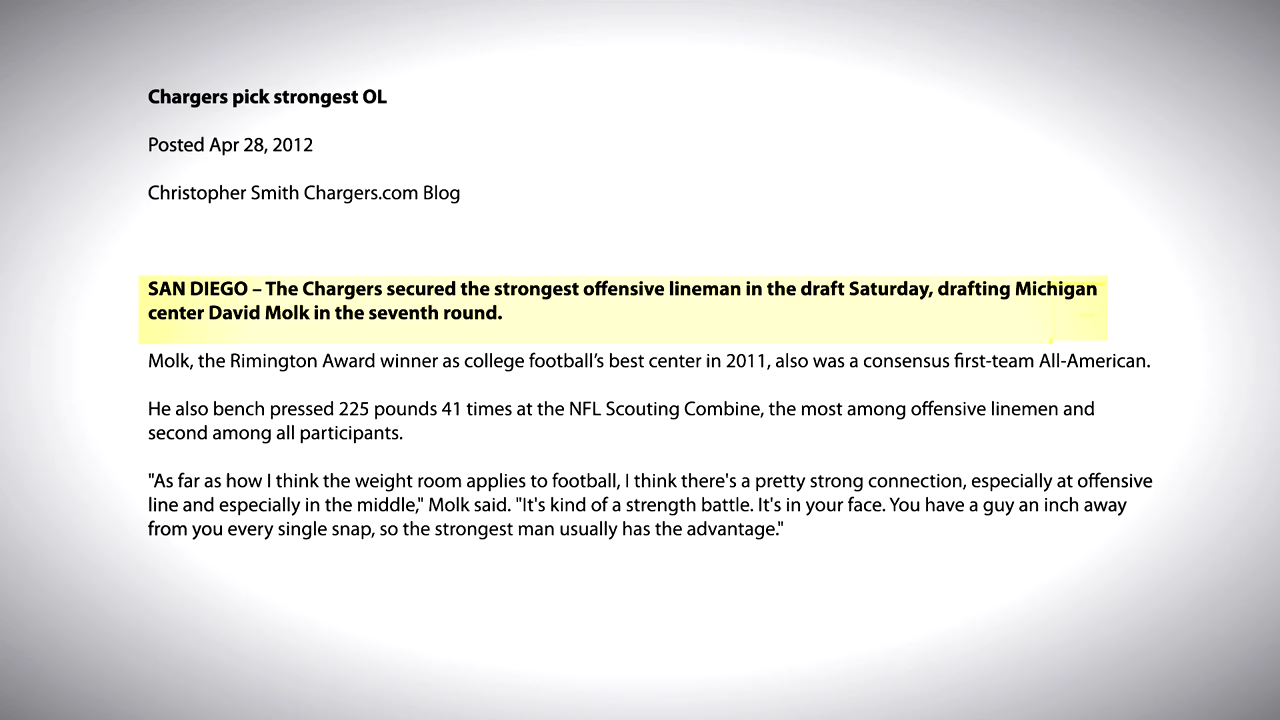 Chargers pick strongest OL
Posted Apr 28, 2012
Christopher Smith Chargers.com Blog
SAN DIEGO – The Chargers secured the strongest offensive lineman in the draft Saturday, drafting Michigan
center David Molk in the seventh round.
Molk, the Rimington Award winner as college football’s best center in 2011, also was a consensus first-team All-American.
He also bench pressed 225 pounds 41 times at the NFL Scouting Combine, the most among offensive linemen and
second among all participants.
"As far as how I think the weight room applies to football, I think there's a pretty strong connection, especially at offensive
line and especially in the middle," Molk said. "It's kind of a strength battle. It's in your face. You have a guy an inch away
from you every single snap, so the strongest man usually has the advantage."